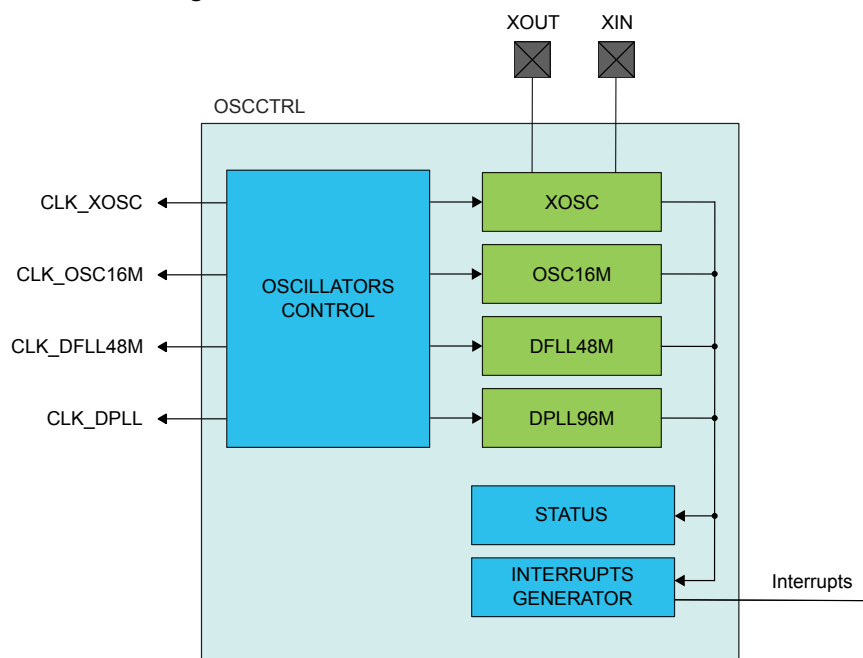 XOUT XIN
OSCCTRL
CLK_XOSC
XOSC
CLK_OSC16M
OSC16M
OSCILLATORS
CONTROL
CLK_DFLL48M
DFLL48M
CLK_DPLL
DPLL96M
STATUS
INTERRUPTS
GENERATOR
Interrupts